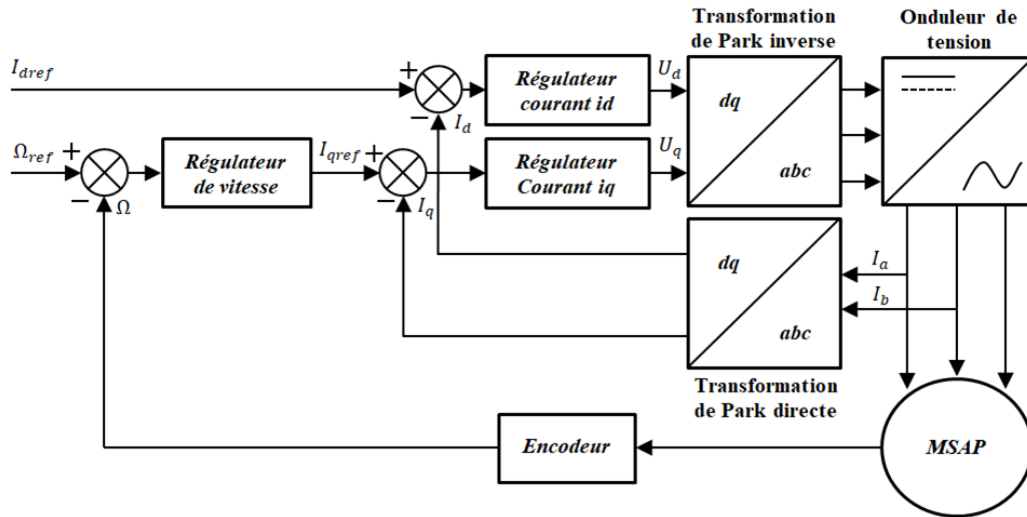 Transformation
de Park inverse
Onduleur de
tension
I_dref
+
−
I_d
Régulateur
courant id
U_d
dq
abc
Ω_ref
+
−
Ω
Régulateur
de vitesse
I_qref
+
−
I_q
Régulateur
Courant iq
U_q
dq
abc
I_a
I_b
Transformation
de Park directe
Encodeur
MSAP